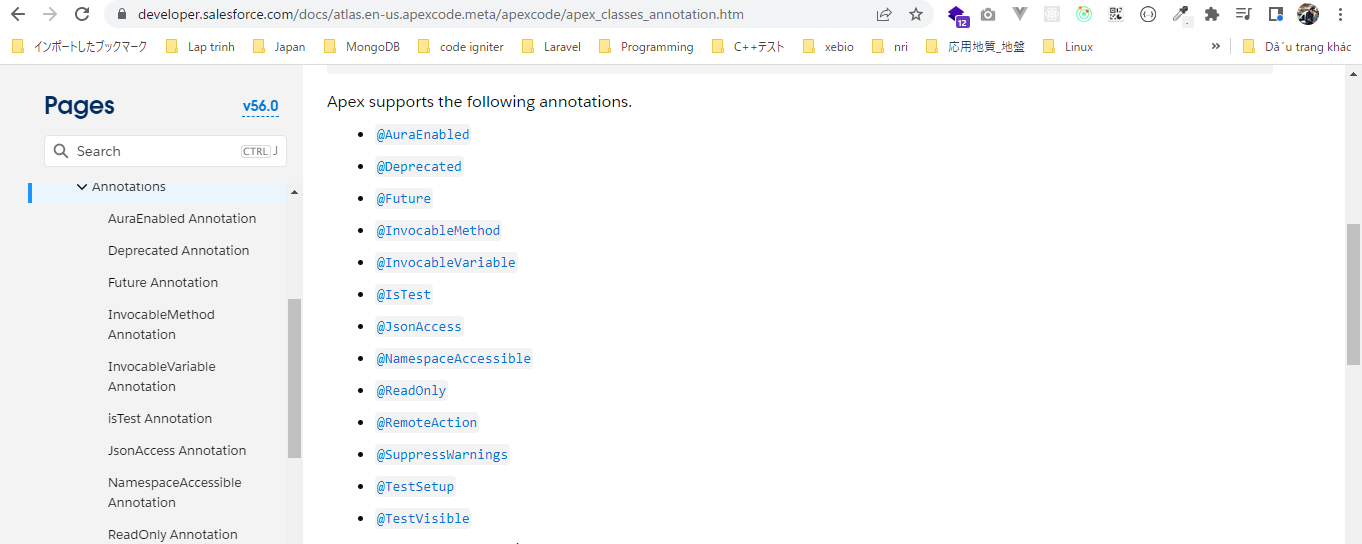 developer.salesforce.com/docs/atlas.en-us.apexcode.meta/apexcode/apex_classes_annotation.htm
12
インポートしたブックマーク
Lap trinh
Japan
MongoDB
code igniter
Laravel
Programming
C++テスト
xebio
nri
応用地質_地盤
Linux
»
Dấu trang khác
Pages
v56.0
Search
CTRL J
Annotations
AuraEnabled Annotation
Deprecated Annotation
Future Annotation
InvocableMethod
Annotation
InvocableVariable
Annotation
isTest Annotation
JsonAccess Annotation
NamespaceAccessible
Annotation
ReadOnly Annotation
Apex supports the following annotations.
• @AuraEnabled
• @Deprecated
• @Future
• @InvocableMethod
• @InvocableVariable
• @IsTest
• @JsonAccess
• @NamespaceAccessible
• @ReadOnly
• @RemoteAction
• @SuppressWarnings
• @TestSetup
• @TestVisible